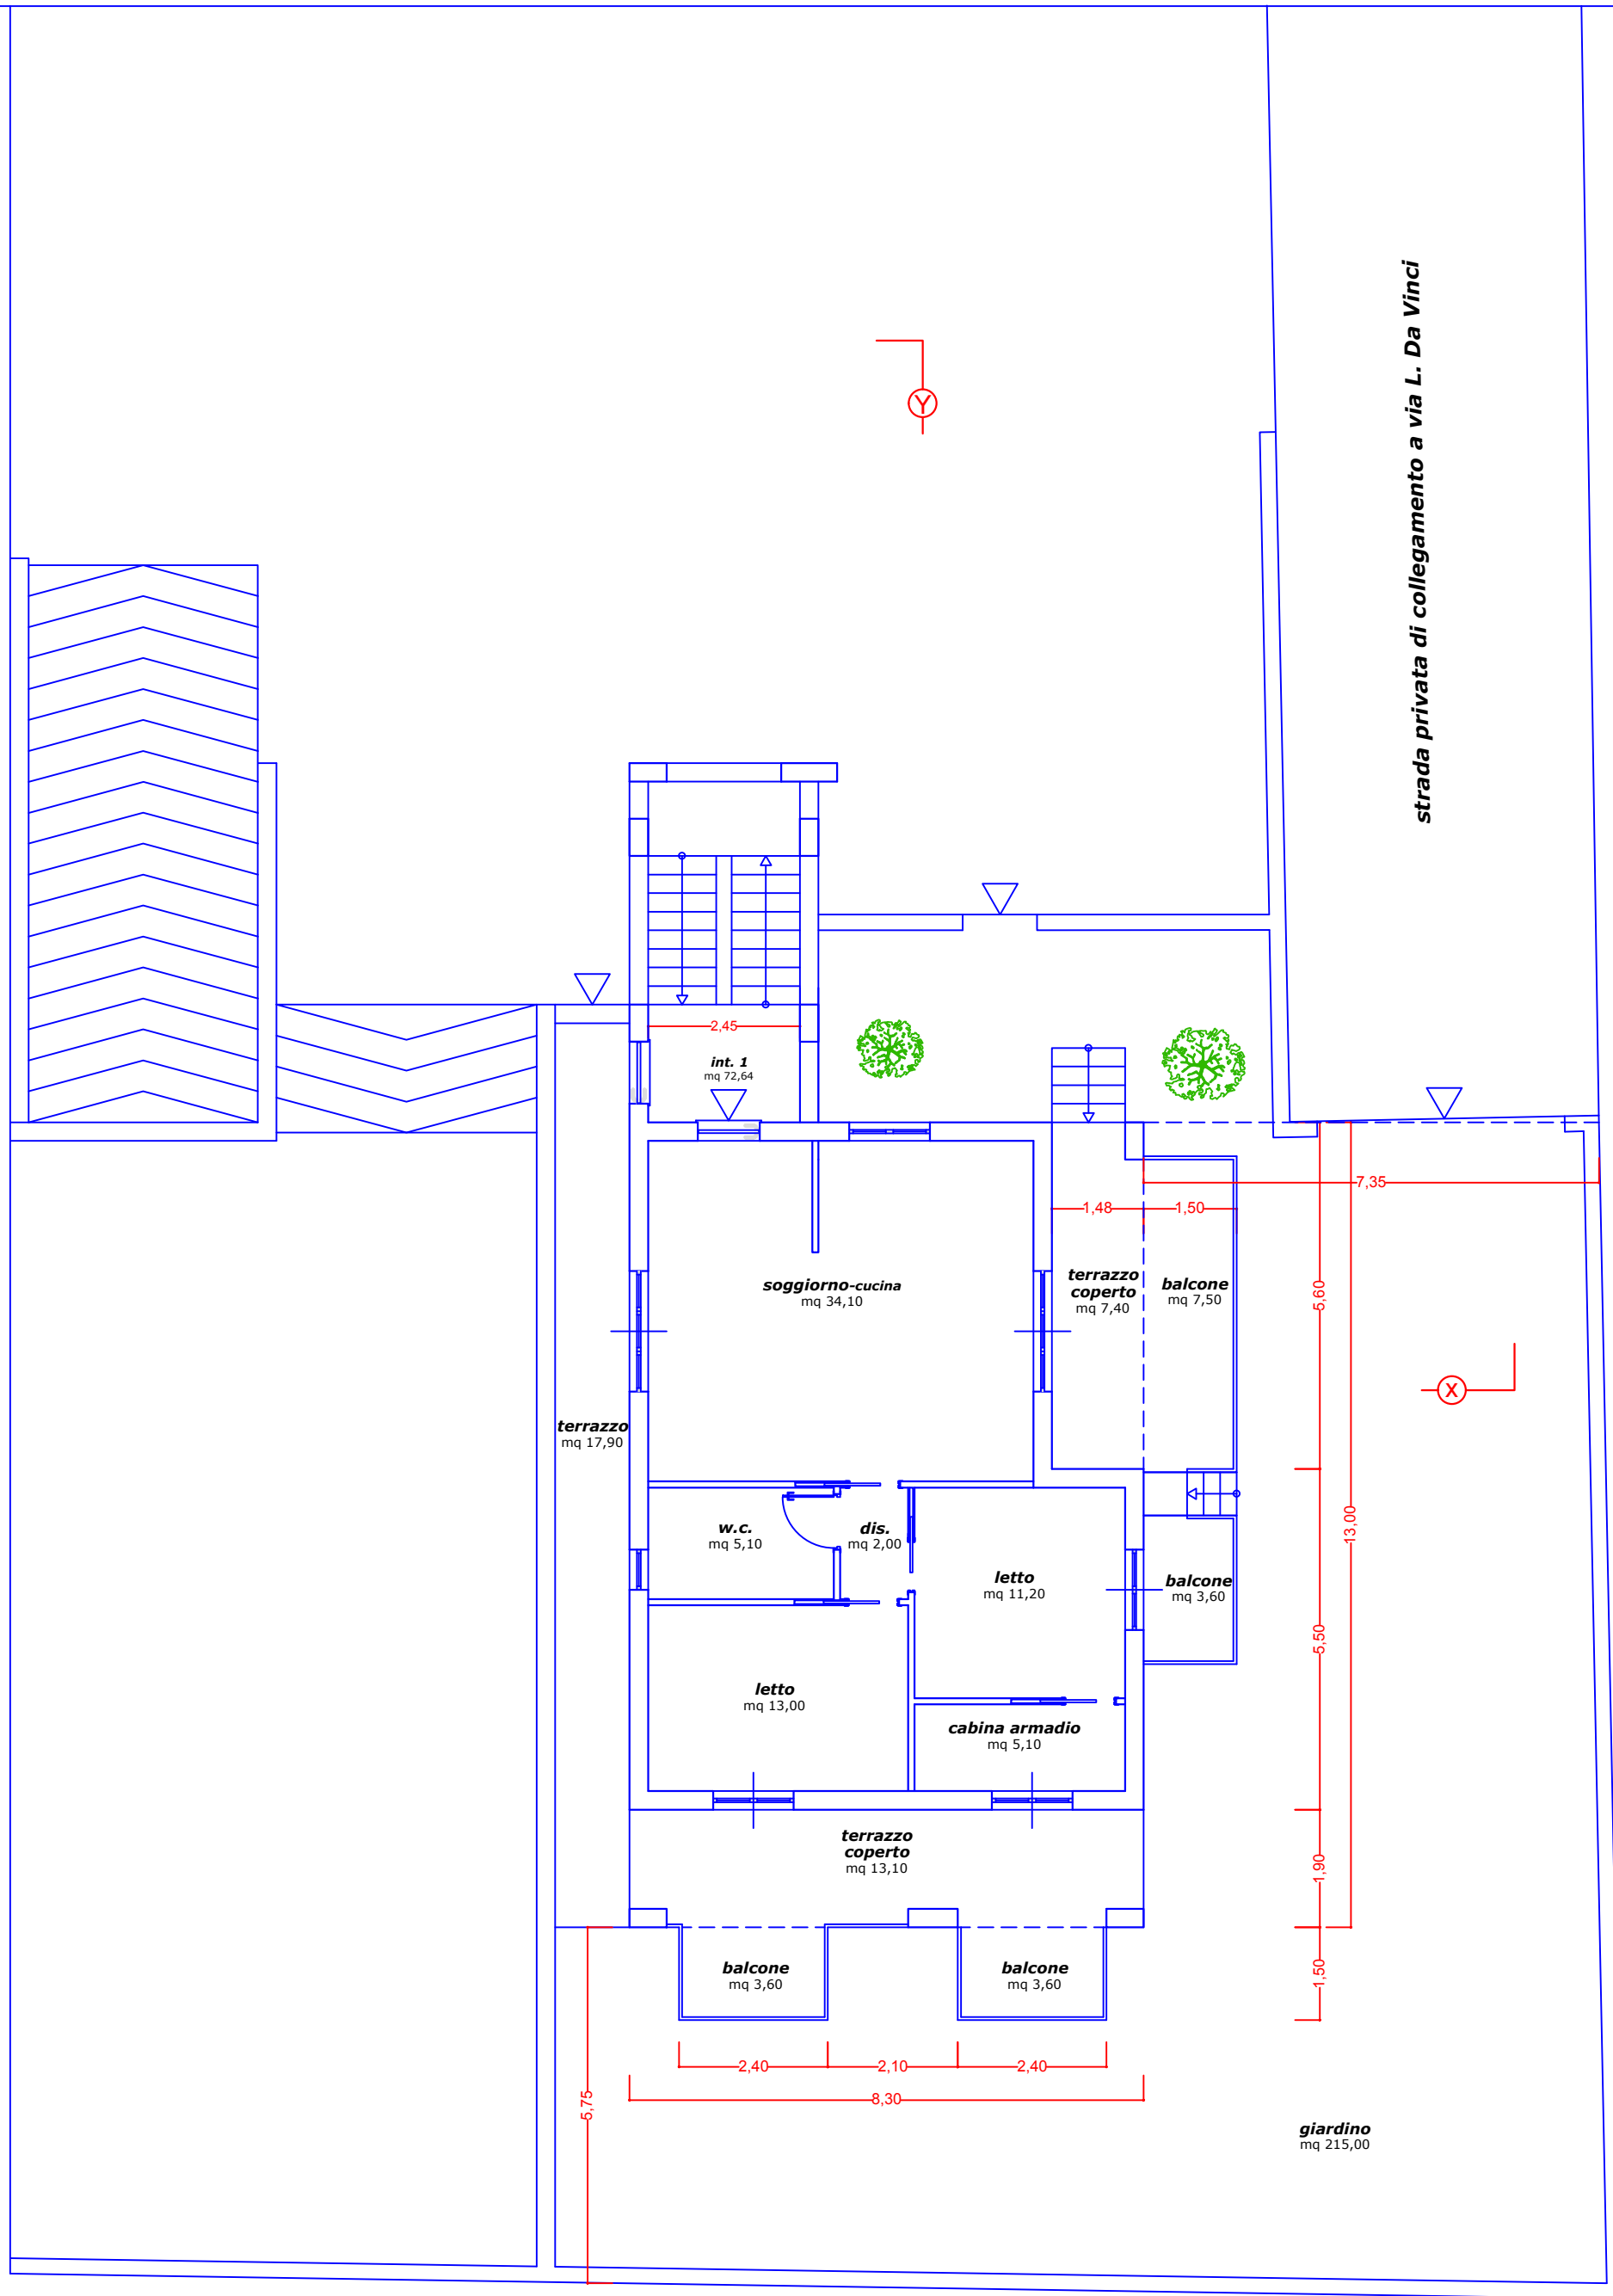 strada privata di collegamento a via L. Da Vinci
Y
2,45
int. 1
mq 72,64
7,35
1,48
1,50
soggiorno-cucina
mq 34,10
terrazzo
coperto
mq 7,40
balcone
mq 7,50
5,60
X
terrazzo
mq 17,90
13,00
w.c.
mq 5,10
dis.
mq 2,00
letto
mq 11,20
balcone
mq 3,60
5,50
letto
mq 13,00
cabina armadio
mq 5,10
terrazzo
coperto
mq 13,10
1,90
balcone
mq 3,60
balcone
mq 3,60
1,50
2,40
2,10
2,40
8,30
5,75
giardino
mq 215,00